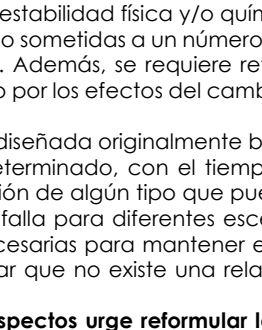 estabilidad física y/o quím
o sometidas a un número
. Además, se requiere re
o por los efectos del camb
diseñada originalmente b
eterminado, con el tiemp
ión de algún tipo que pue
falla para diferentes esce
cesarias para mantener e
ar que no existe una rela
spectos urge reformular l